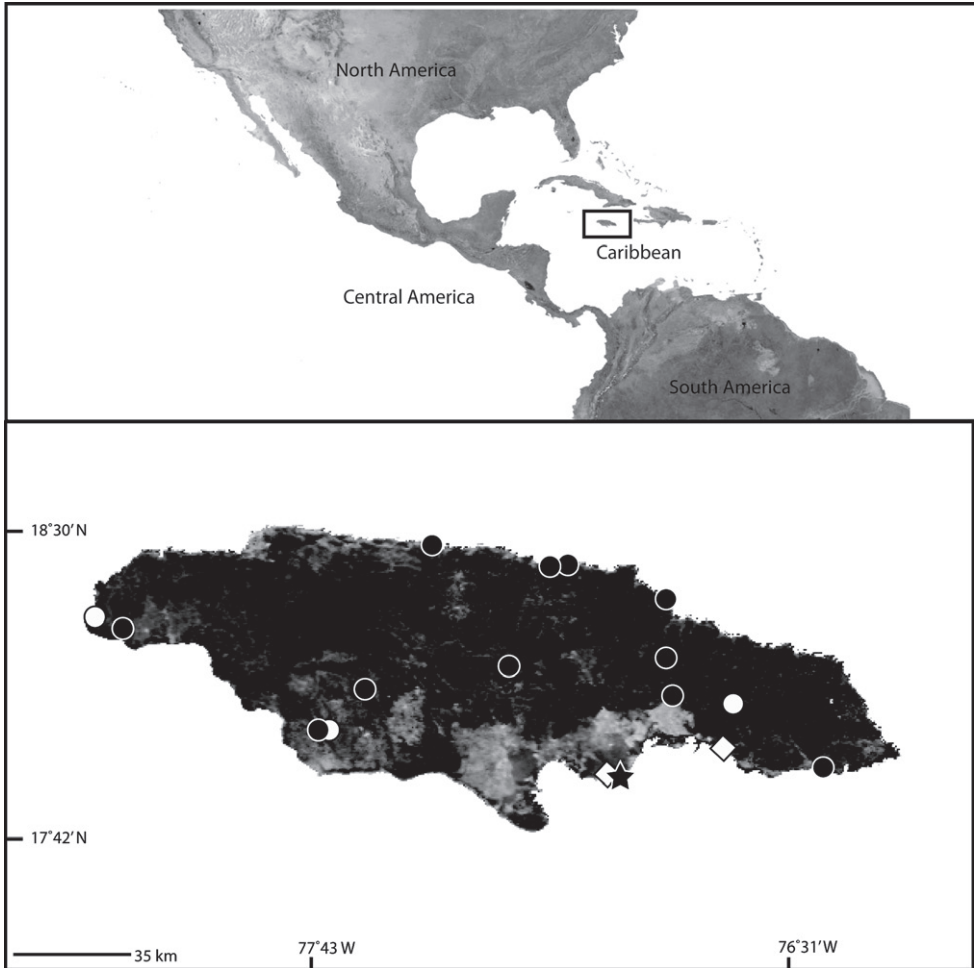 North America
Caribbean
Central America
South America
18°30'N
17°42'N
35 km
77°43 W
76°31'N